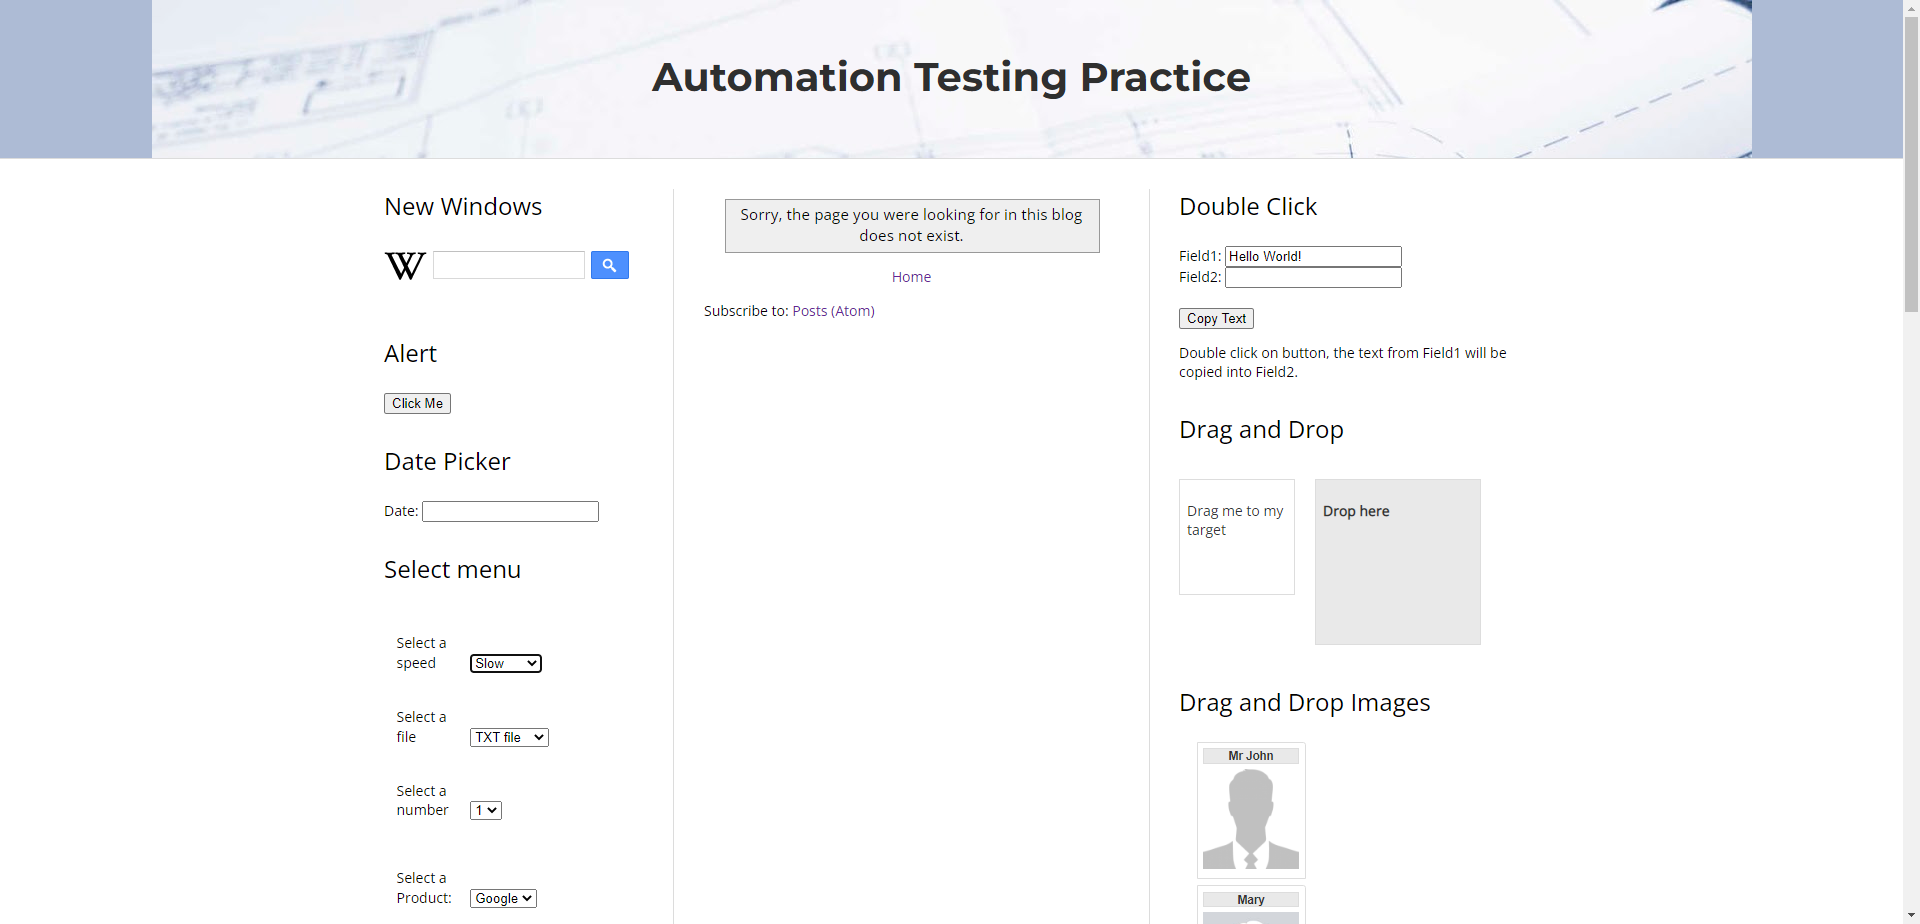 Automation Testing Practice
New Windows
W
Alert
Click Me
Date Picker
Date:
Select menu
Select a
speed
Slow
Select a
file
TXT file
Select a
number
1
Select a
Product:
Google
Sorry, the page you were looking for in this blog
does not exist.
Home
Subscribe to: Posts (Atom)
Double Click
Field1: Hello World!
Field2:
Copy Text
Double click on button, the text from Field1 will be
copied into Field2.
Drag and Drop
Drag me to my
target
Drop here
Drag and Drop Images
Mr John
Mary